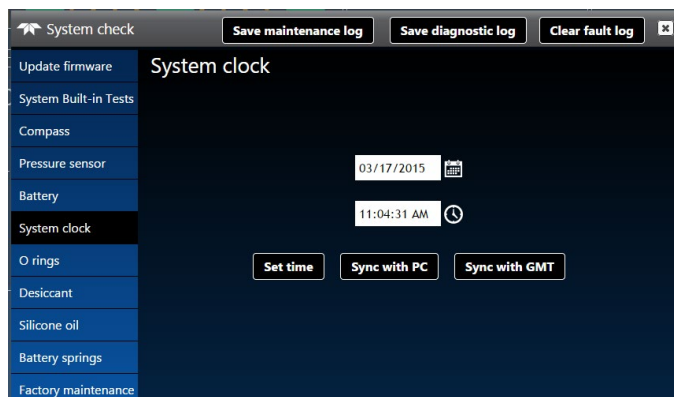 System check
Save maintenance log
Save diagnostic log
Clear fault log
Update firmware
System Built-in Tests
Compass
Pressure sensor
Battery
System clock
O rings
Desiccant
Silicone oil
Battery springs
Factory maintenance
System clock
03/17/2015
11:04:31 AM
Set time
Sync with PC
Sync with GMT